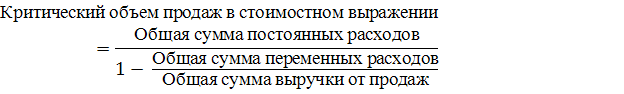 Критический объем продаж в стоимостном выражении
= Общая сумма постоянных расходов
1 − Общая сумма переменных расходов
Общая сумма выручки от продаж